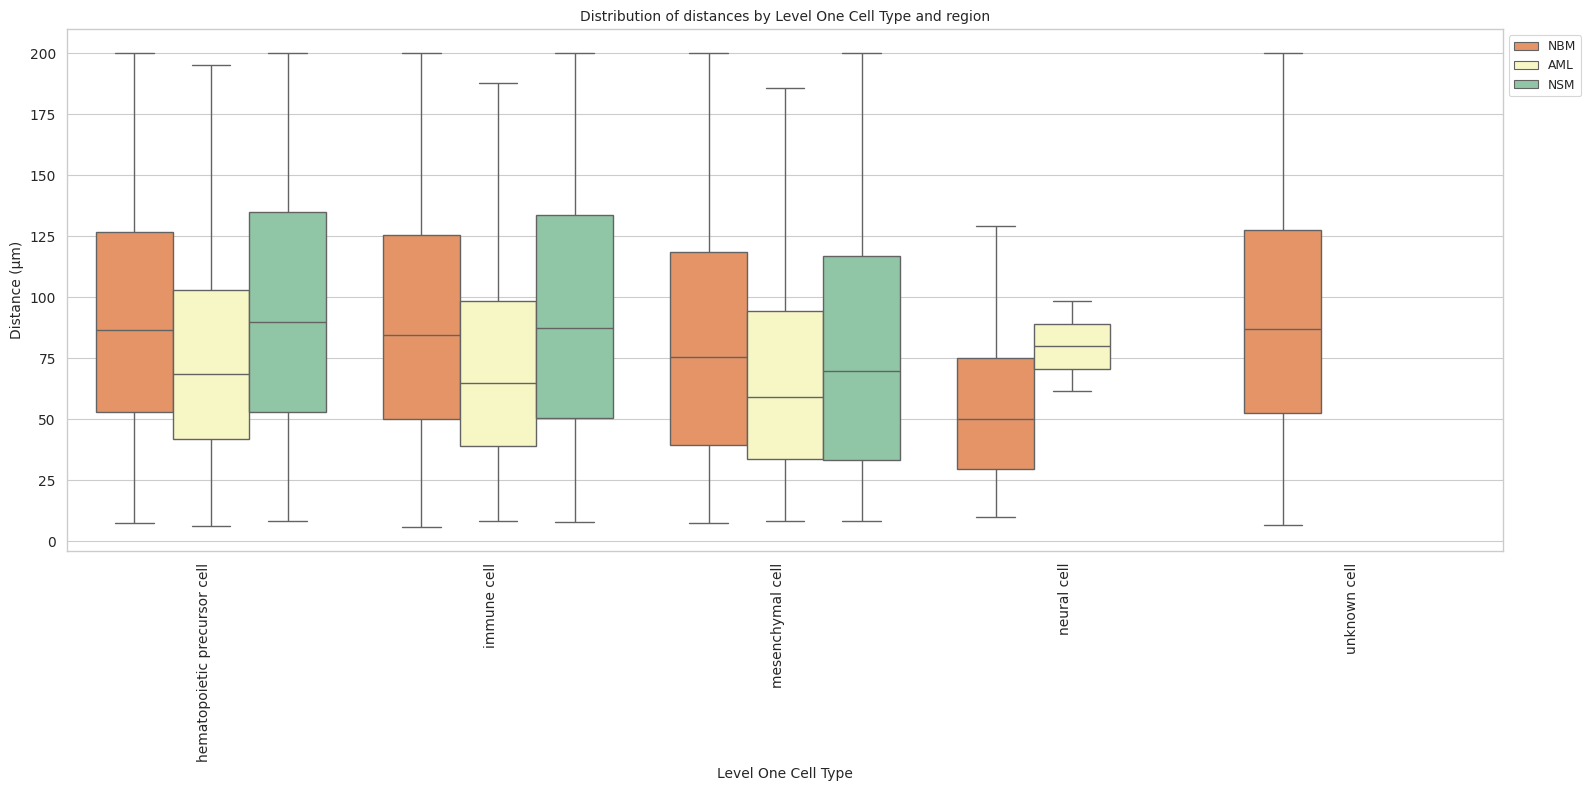 Distribution of distances by Level One Cell Type and region
NBM
AML
NSM
Distance (μm)
200
175
150
125
100
75
50
25
0
hematopoietic precursor cell
immune cell
mesenchymal cell
neural cell
unknown cell
Level One Cell Type